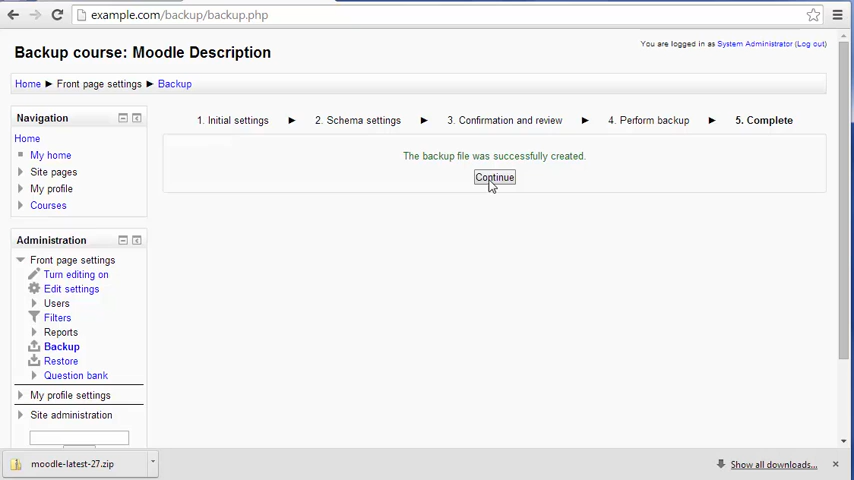 example.com/backup/backup.php
Backup course: Moodle Description
You are logged in as System Administrator (Log out)
Home ► Front page settings ► Backup
Navigation
Home
My home
Site pages
My profile
Courses
Administration
Front page settings
Turn editing on
Edit settings
Users
Filters
Reports
Backup
Restore
Question bank
My profile settings
Site administration
1. Initial settings ► 2. Schema settings ► 3. Confirmation and review ► 4. Perform backup ► 5. Complete
The backup file was successfully created.
Continue
moodle-latest-27.zip
Show all downloads...